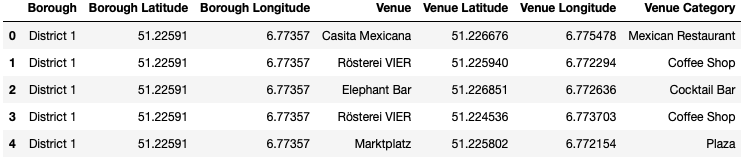 Borough Borough Latitude Borough Longitude Venue Venue Latitude Venue Longitude Venue Category
0 District 1 51.22591 6.77357 Casita Mexicana 51.226676 6.775478 Mexican Restaurant
1 District 1 51.22591 6.77357 Rösterei VIER 51.225940 6.772294 Coffee Shop
2 District 1 51.22591 6.77357 Elephant Bar 51.226851 6.772636 Cocktail Bar
3 District 1 51.22591 6.77357 Rösterei VIER 51.224536 6.773703 Coffee Shop
4 District 1 51.22591 6.77357 Marktplatz 51.225802 6.772154 Plaza